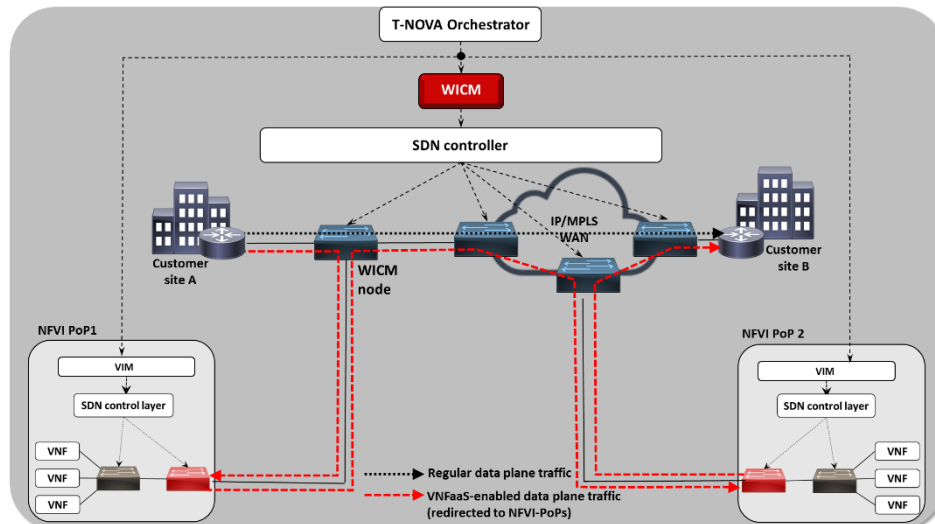 T-NOVA Orchestrator
WICM
SDN controller
IP/MPLS
WAN
Customer
site A
WICM
node
Customer
site B
NFVI PoP1
VIM
SDN control layer
VNF
VNF
VNF
NFVI PoP 2
VIM
SDN control layer
VNF
VNF
VNF
Regular data plane traffic
VNFaaS-enabled data plane traffic
(redirected to NFVI-PoPs)